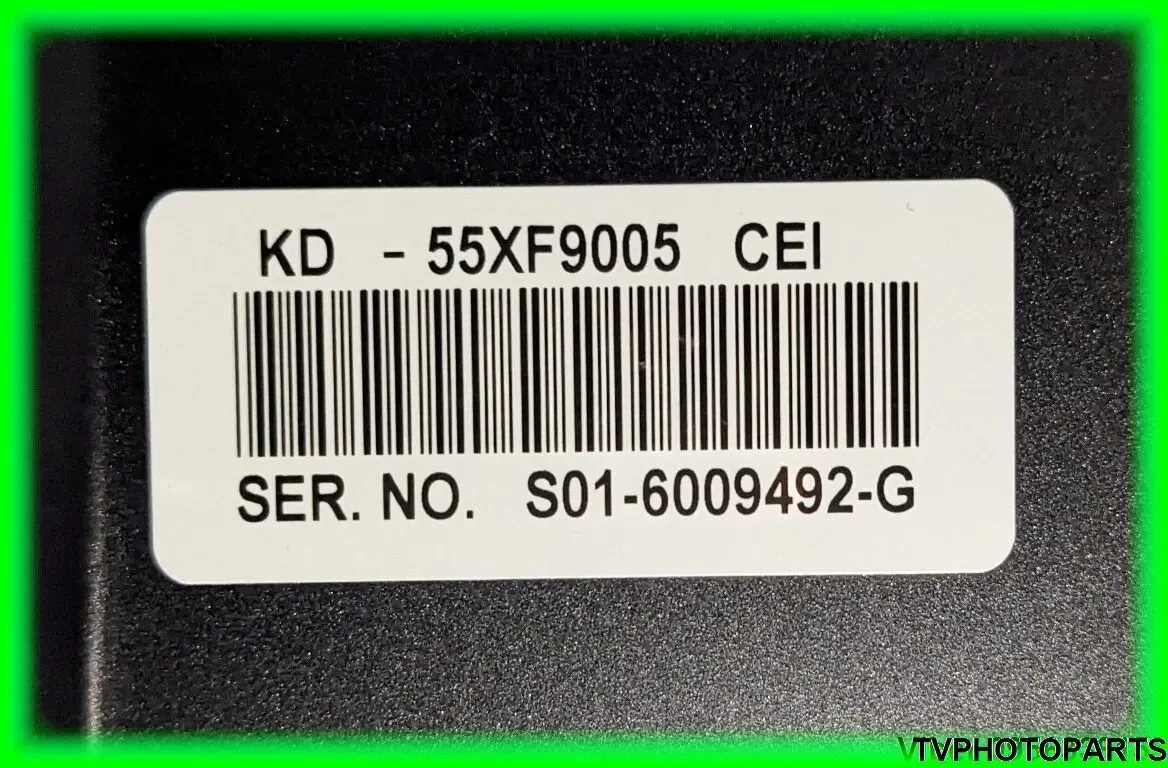 KD - 55XF9005 CEI
SER. NO. S01-6009492-G
VTVPHOTOPARTS